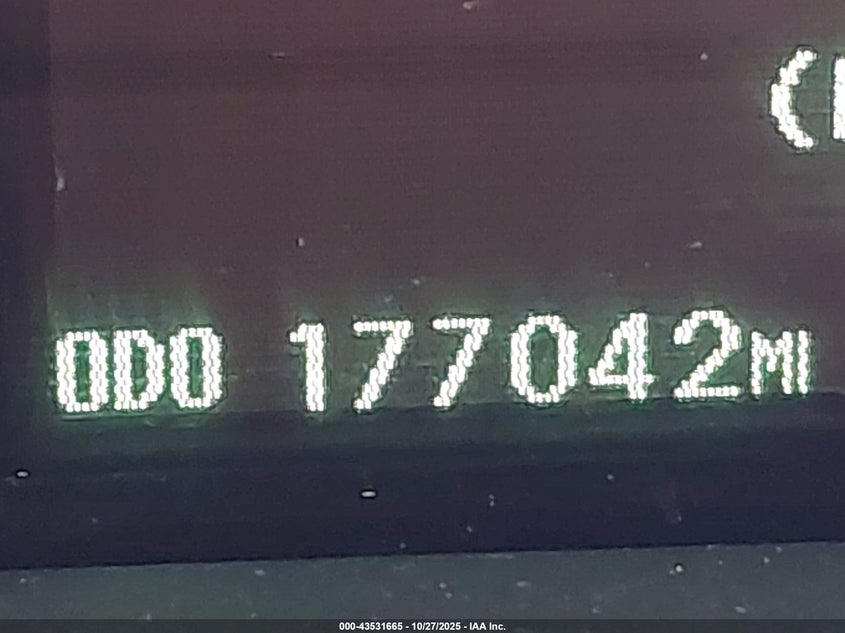 (
ODO 177042MI
000-43531665 - 10/27/2025 - IAA Inc.